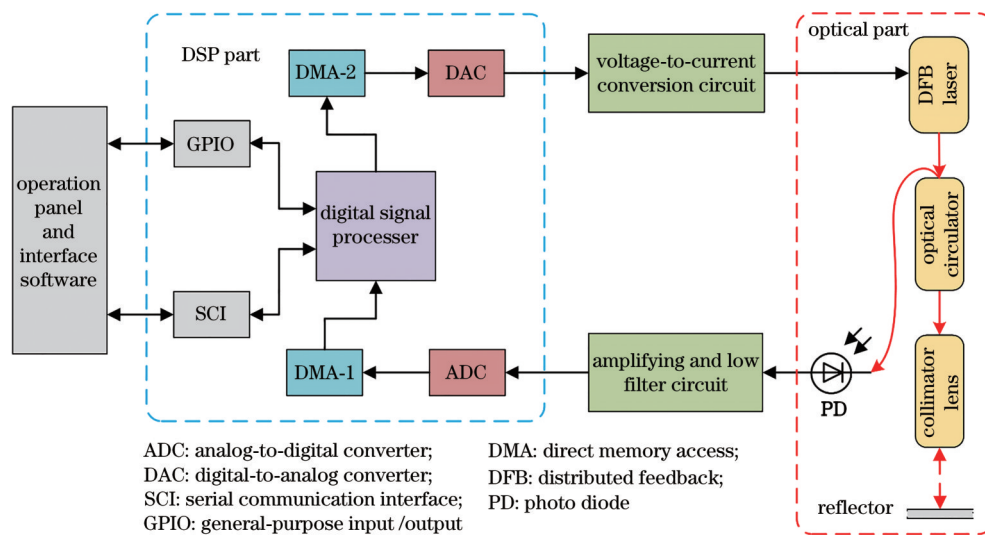 DSP part
optical part
DMA-2
DAC
voltage-to-current
conversion circuit
DFB
laser
GPIO
operation
panel
and
interface
software
digital signal
processer
optical
circulator
SCI
DMA-1
ADC
amplifying and low
filter circuit
PD
collimator
lens
ADC: analog-to-digital converter;
DAC: digital-to-analog converter;
SCI: serial communication interface;
GPIO: general-purpose input /output
DMA: direct memory access;
DFB: distributed feedback;
PD: photo diode
reflector